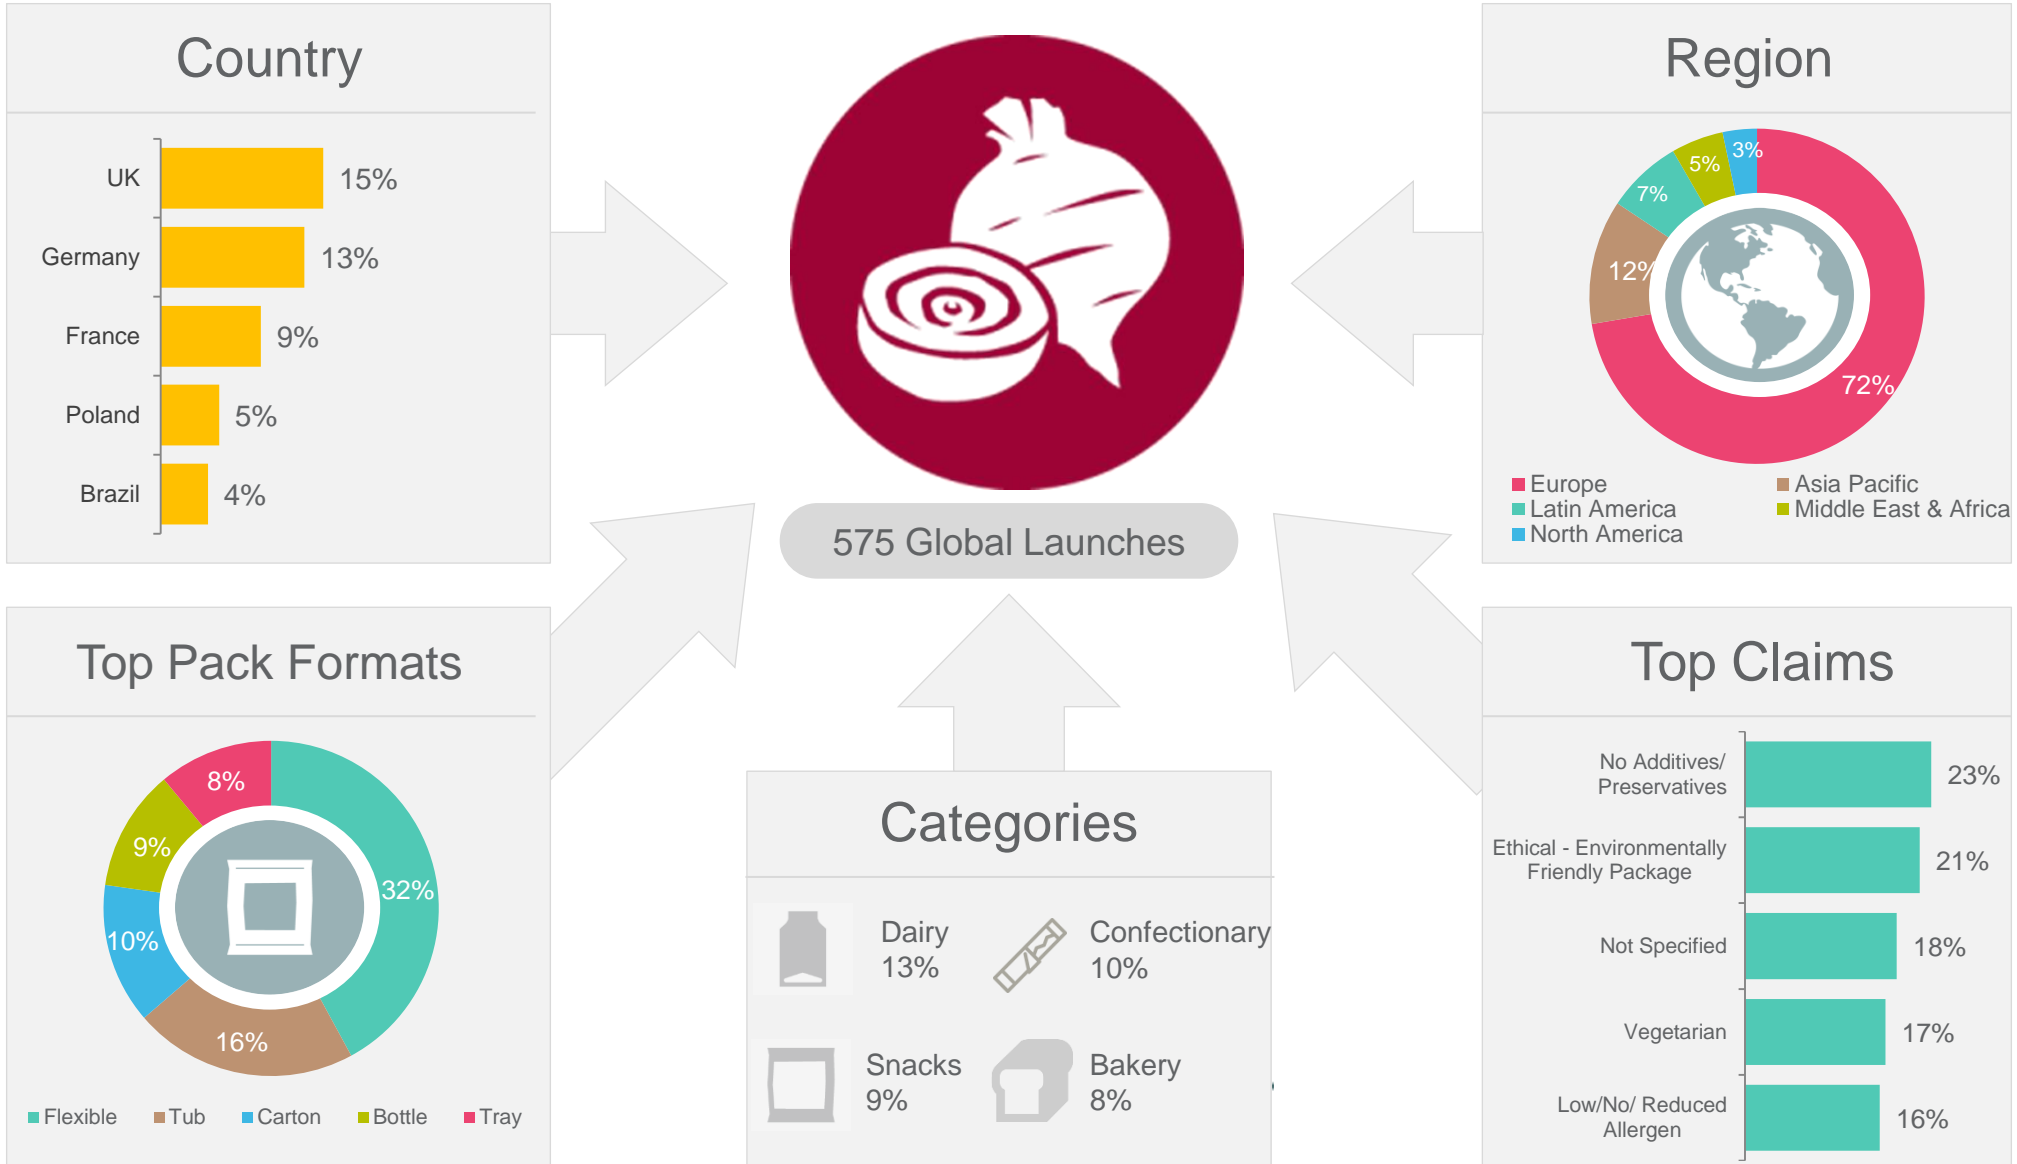 Country
UK
15%
Germany
13%
France
9%
Poland
5%
Brazil
4%
575 Global Launches
Region
3%
5%
7%
12%
72%
Europe
Asia Pacific
Latin America
Middle East & Africa
North America
Top Pack Formats
8%
9%
32%
10%
16%
Flexible
Tub
Carton
Bottle
Tray
Categories
Dairy
13%
Confectionary
10%
Snacks
9%
Bakery
8%
Top Claims
No Additives/
Preservatives
23%
Ethical - Environmentally
Friendly Package
21%
Not Specified
18%
Vegetarian
17%
Low/No/ Reduced
Allergen
16%